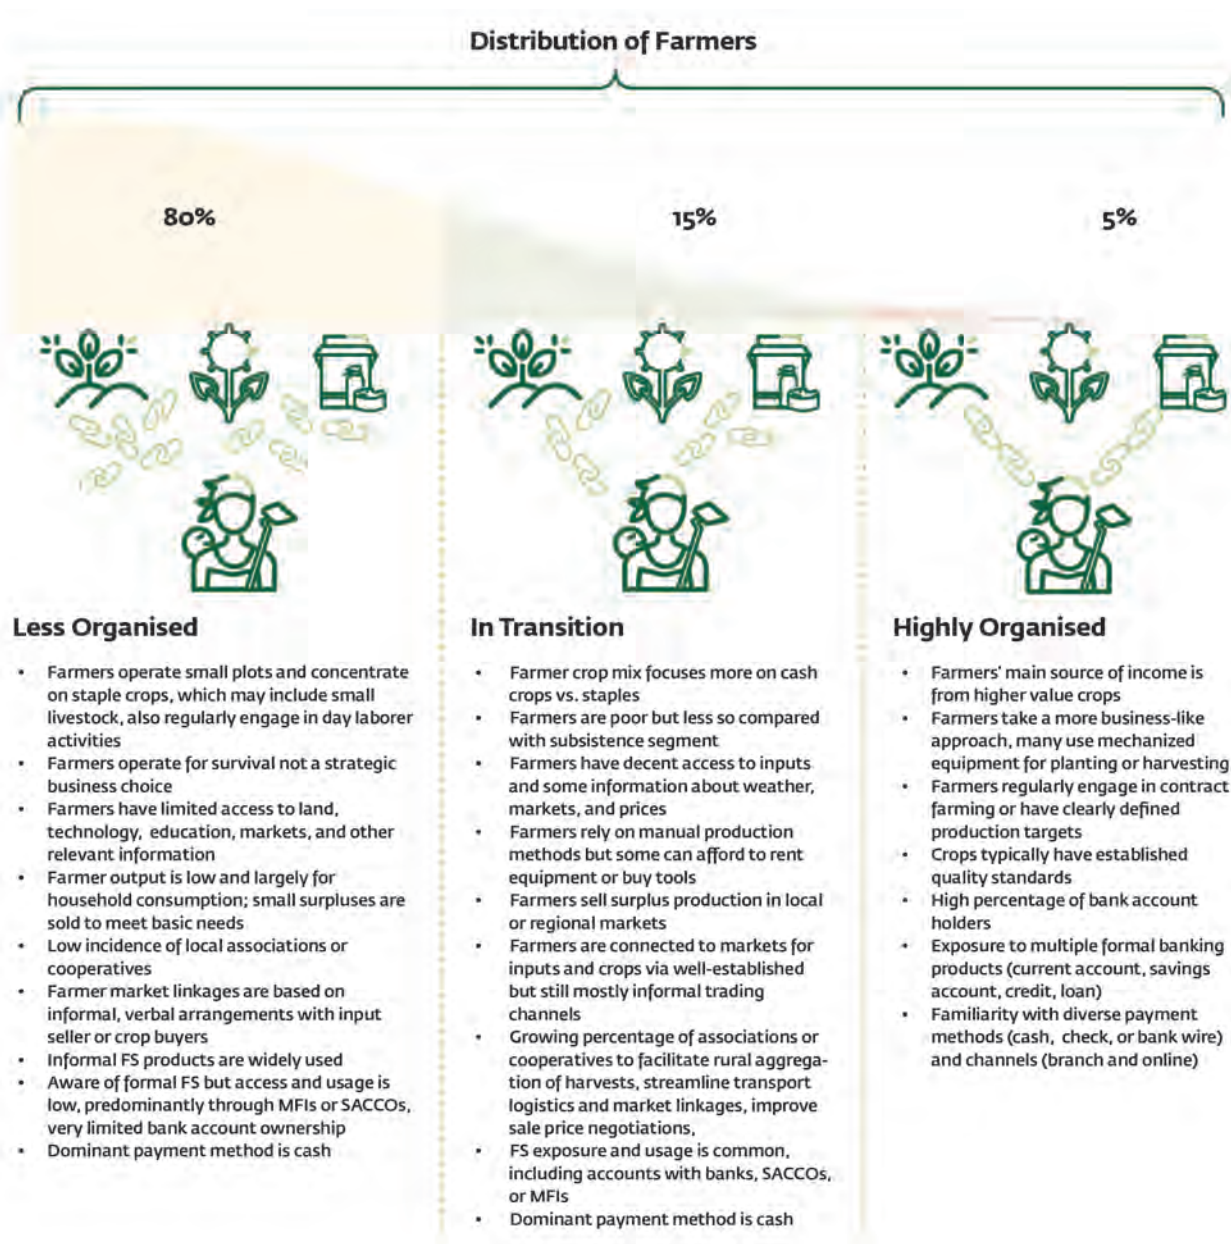 Distribution of Farmers
80%
15%
5%
Less Organised
• Farmers operate small plots and concentrate
on staple crops, which may include small
livestock, also regularly engage in day laborer
activities
• Farmers operate for survival not a strategic
business choice
• Farmers have limited access to land,
technology, education, markets, and other
relevant information
• Farmer output is low and largely for
household consumption; small surpluses are
sold to meet basic needs
• Low incidence of local associations or
cooperatives
• Farmer market linkages are based on
informal, verbal arrangements with input
seller or crop buyers
• Informal FS products are widely used
• Aware of formal FS but access and usage is
low, predominantly through MFIs or SACCOs,
very limited bank account ownership
• Dominant payment method is cash
In Transition
• Farmer crop mix focuses more on cash
crops vs. staples
• Farmers are poor but less so compared
with subsistence segment
• Farmers have decent access to inputs
and some information about weather,
markets, and prices
• Farmers rely on manual production
methods but some can afford to rent
equipment or buy tools
• Farmers sell surplus production in local
or regional markets
• Farmers are connected to markets for
inputs and crops via well-established
but still mostly informal trading
channels
• Growing percentage of associations or
cooperatives to facilitate rural aggrega-
tion of harvests, streamline transport
logistics and market linkages, improve
sale price negotiations,
• FS exposure and usage is common,
including accounts with banks, SACCOs,
or MFIs
• Dominant payment method is cash
Highly Organised
• Farmers' main source of income is
from higher value crops
• Farmers take a more business-like
approach, many use mechanized
equipment for planting or harvesting
• Farmers regularly engage in contract
farming or have clearly defined
production targets
• Crops typically have established
quality standards
• High percentage of bank account
holders
• Exposure to multiple formal banking
products (current account, savings
account, credit, loan)
• Familiarity with diverse payment
methods (cash, check, or bank wire)
and channels (branch and online)